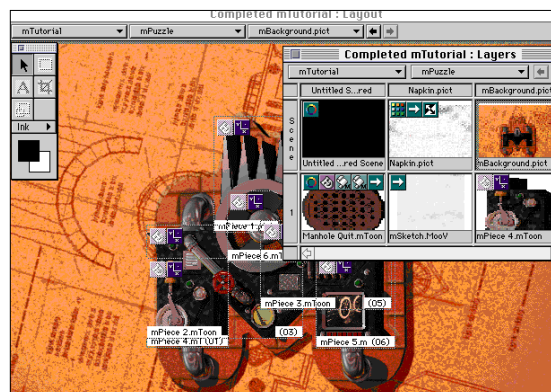 Completed mTutorial : Layout
mTutorial
mPuzzle
mBackground.pict
Completed mTutorial : Layers
mTutorial
mPuzzle
Untitled S...red
Napkin.pict
mBackground.pict
Scene
Untitled ...red Scene
Napkin.pict
mBackground.pict
1
Manhole Quit.mToon
mSketch.MooV
mPiece 4.mToon
Ink
mPiece 1
mPiece 6.mT
mPiece 3.mToon
(05)
mPiece 2.mToon
(03)
mPiece 4.mT(01)
mPiece 5.m (06)